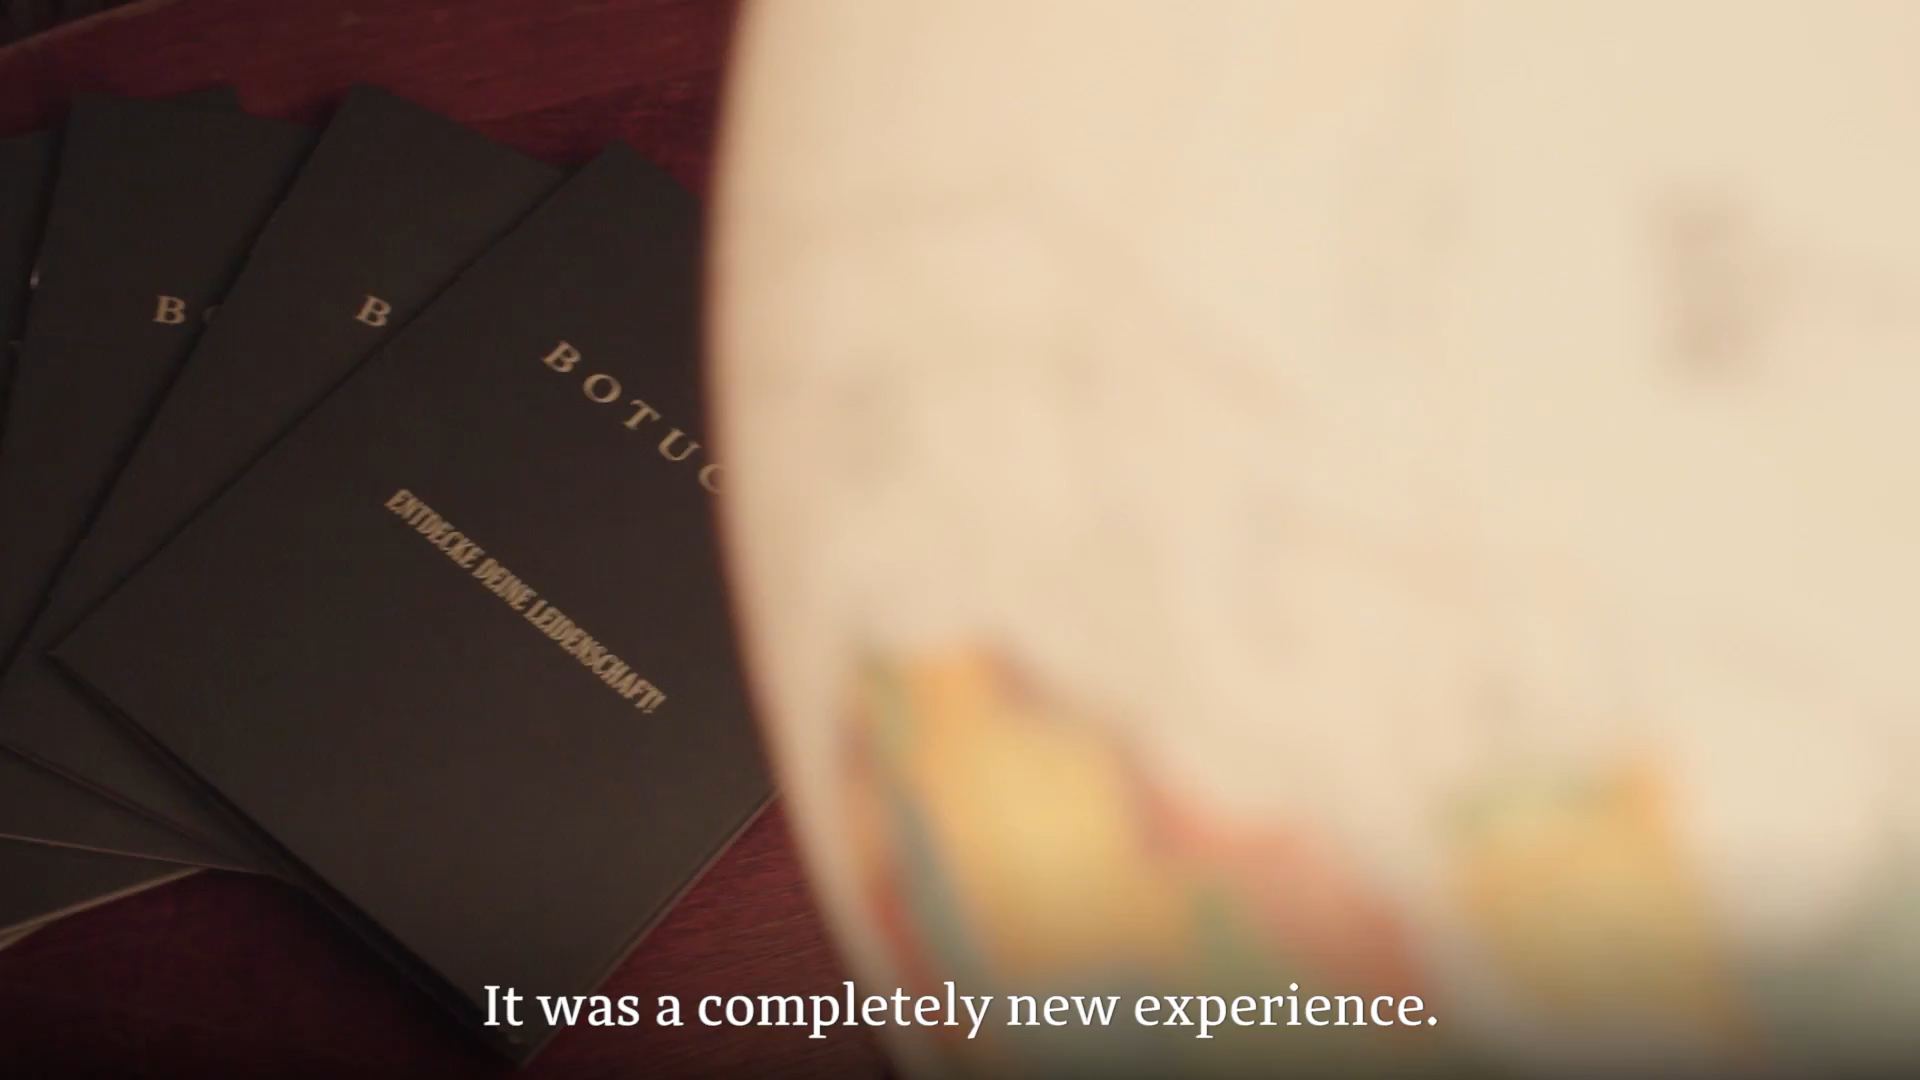 B
B
BOTUC
ENTDECKE DEINE LEIDENSCHAFT!
It was a completely new experience.